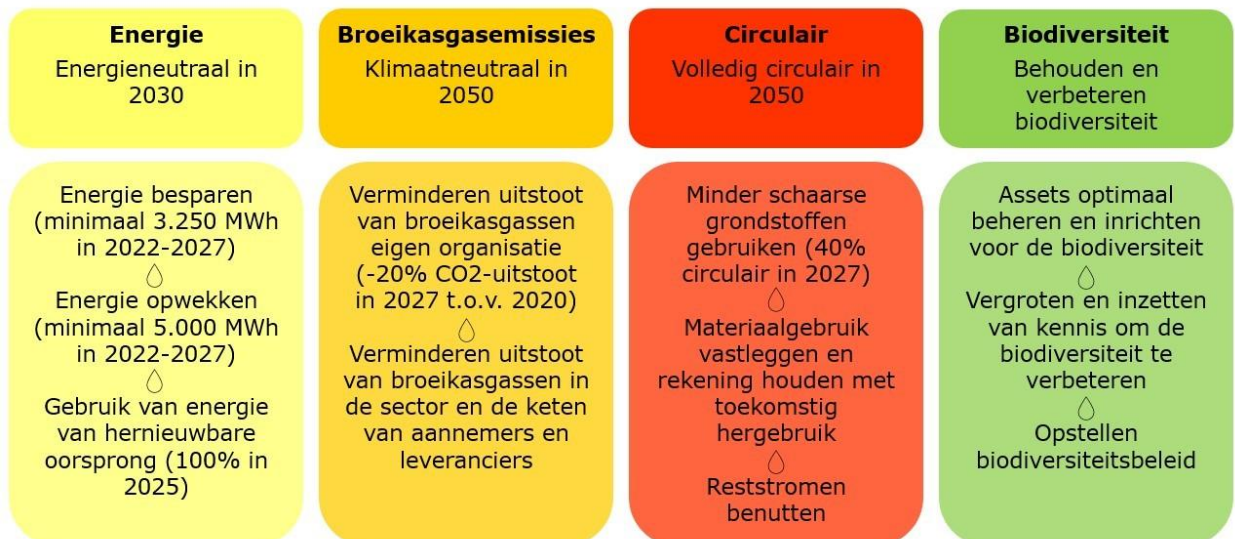 Energie
Energieneutraal in
2030
Energie besparen
(minimaal 3.250 MWh
in 2022-2027)
Energie opwekken
(minimaal 5.000 MWh
in 2022-2027)
Gebruik van energie
van hernieuwbare
oorsprong (100% in
2025)
Broeikasgasemissies
Klimaatneutraal in
2050
Verminderen uitstoot
van broeikasgassen
eigen organisatie
(-20% CO2-uitstoot
in 2027 t.o.v. 2020)
Verminderen uitstoot
van broeikasgassen in
de sector en de keten
van aannemers en
leveranciers
Circulair
Volledig circulair in
2050
Minder schaarse
grondstoffen
gebruiken (40%
circulair in 2027)
Materiaalgebruik
vastleggen en
rekening houden met
toekomstig
hergebruik
Reststromen
benutten
Biodiversiteit
Behouden en
verbeteren
biodiversiteit
Assets optimaal
beheren en inrichten
voor de biodiversiteit
Vergroten en inzetten
van kennis om de
biodiversiteit te
verbeteren
Opstellen
biodiversiteitsbeleid